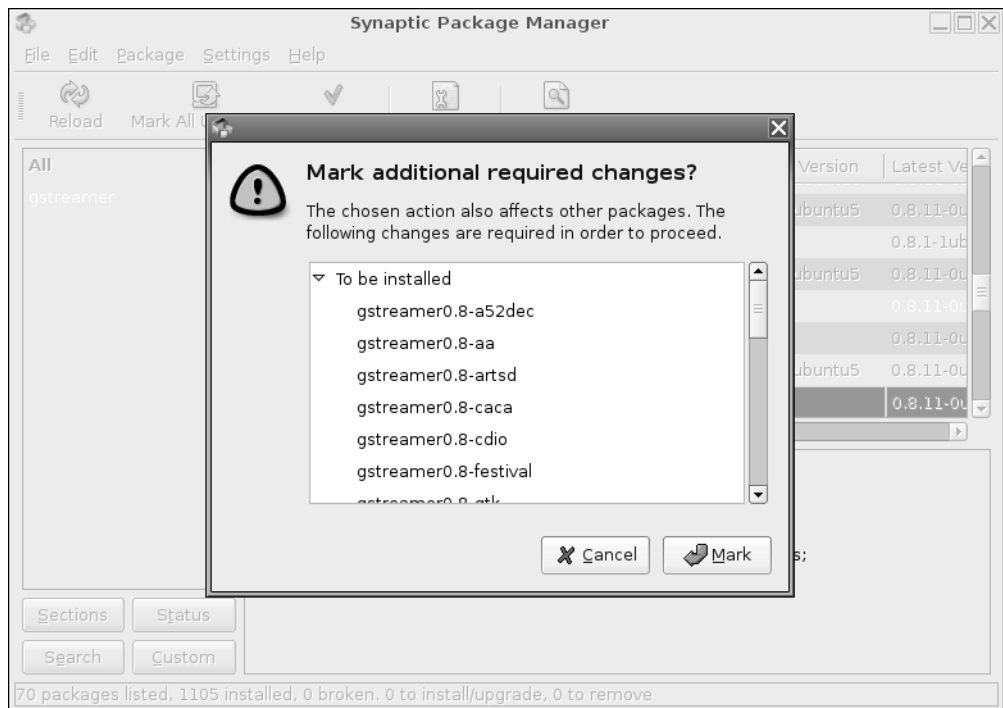 Synaptic Package Manager
File Edit Package Settings Help
Reload Mark All
All
gstreamer
Version Latest Ve
ubuntu5 0.8.11-0u
0.8.1-1ub
ubuntu5 0.8.11-0u
0.8.11-0u
0.8.11-0u
ubuntu5 0.8.11-0u
0.8.11-0u
Mark additional required changes?
The chosen action also affects other packages. The
following changes are required in order to proceed.
To be installed
gstreamer0.8-a52dec
gstreamer0.8-aa
gstreamer0.8-artsd
gstreamer0.8-caca
gstreamer0.8-cdio
gstreamer0.8-festival
gstreamer0.8-gtk
Cancel Mark
s;
Sections Status
Search Custom
70 packages listed, 1105 installed, 0 broken, 0 to install/upgrade, 0 to remove